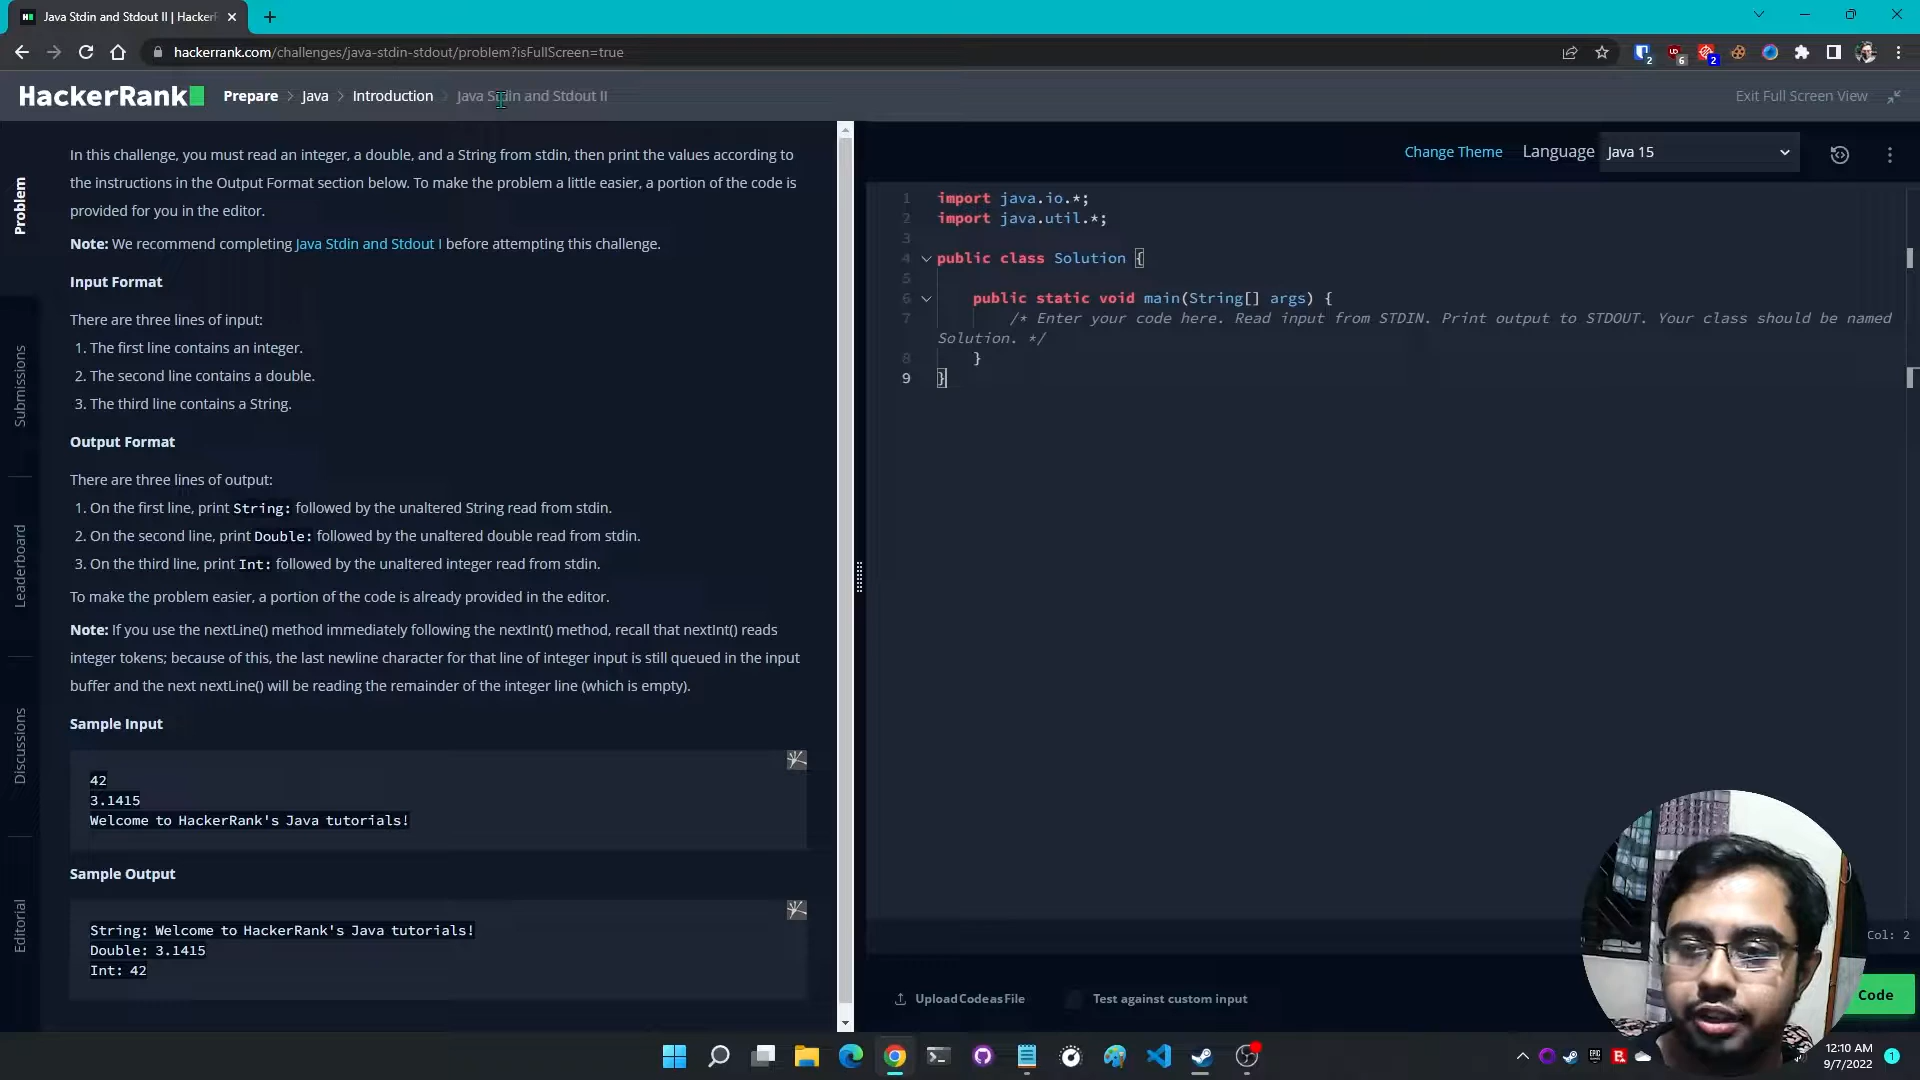 Java Stdin and Stdout II | Hacker
hackerrank.com/challenges/java-stdin-stdout/problem?isFullScreen=true
2
6
2
HackerRank
Prepare > Java > Introduction > Java Stdin and Stdout II
Exit Full Screen View
Problem
Submissions
Leaderboard
Discussions
Editorial
In this challenge, you must read an integer, a double, and a String from stdin, then print the values according to
the instructions in the Output Format section below. To make the problem a little easier, a portion of the code is
provided for you in the editor.
Note: We recommend completing Java Stdin and Stdout I before attempting this challenge.
Input Format
There are three lines of input:
1. The first line contains an integer.
2. The second line contains a double.
3. The third line contains a String.
Output Format
There are three lines of output:
1. On the first line, print String: followed by the unaltered String read from stdin.
2. On the second line, print Double: followed by the unaltered double read from stdin.
3. On the third line, print Int: followed by the unaltered integer read from stdin.
To make the problem easier, a portion of the code is already provided in the editor.
Note: If you use the nextLine() method immediately following the nextInt() method, recall that nextInt() reads
integer tokens; because of this, the last newline character for that line of integer input is still queued in the input
buffer and the next nextLine() will be reading the remainder of the integer line (which is empty).
Sample Input
42
3.1415
Welcome to HackerRank's Java tutorials!
Sample Output
String: Welcome to HackerRank's Java tutorials!
Double: 3.1415
Int: 42
Change Theme Language Java 15
1 import java.io.*;
2 import java.util.*;
3
4 public class Solution {
5
6 public static void main(String[] args) {
7 /* Enter your code here. Read input from STDIN. Print output to STDOUT. Your class should be named
Solution. */
8 }
9 }
Col: 2
Upload Code as File
Test against custom input
Code
12:10 AM
9/7/2022
1